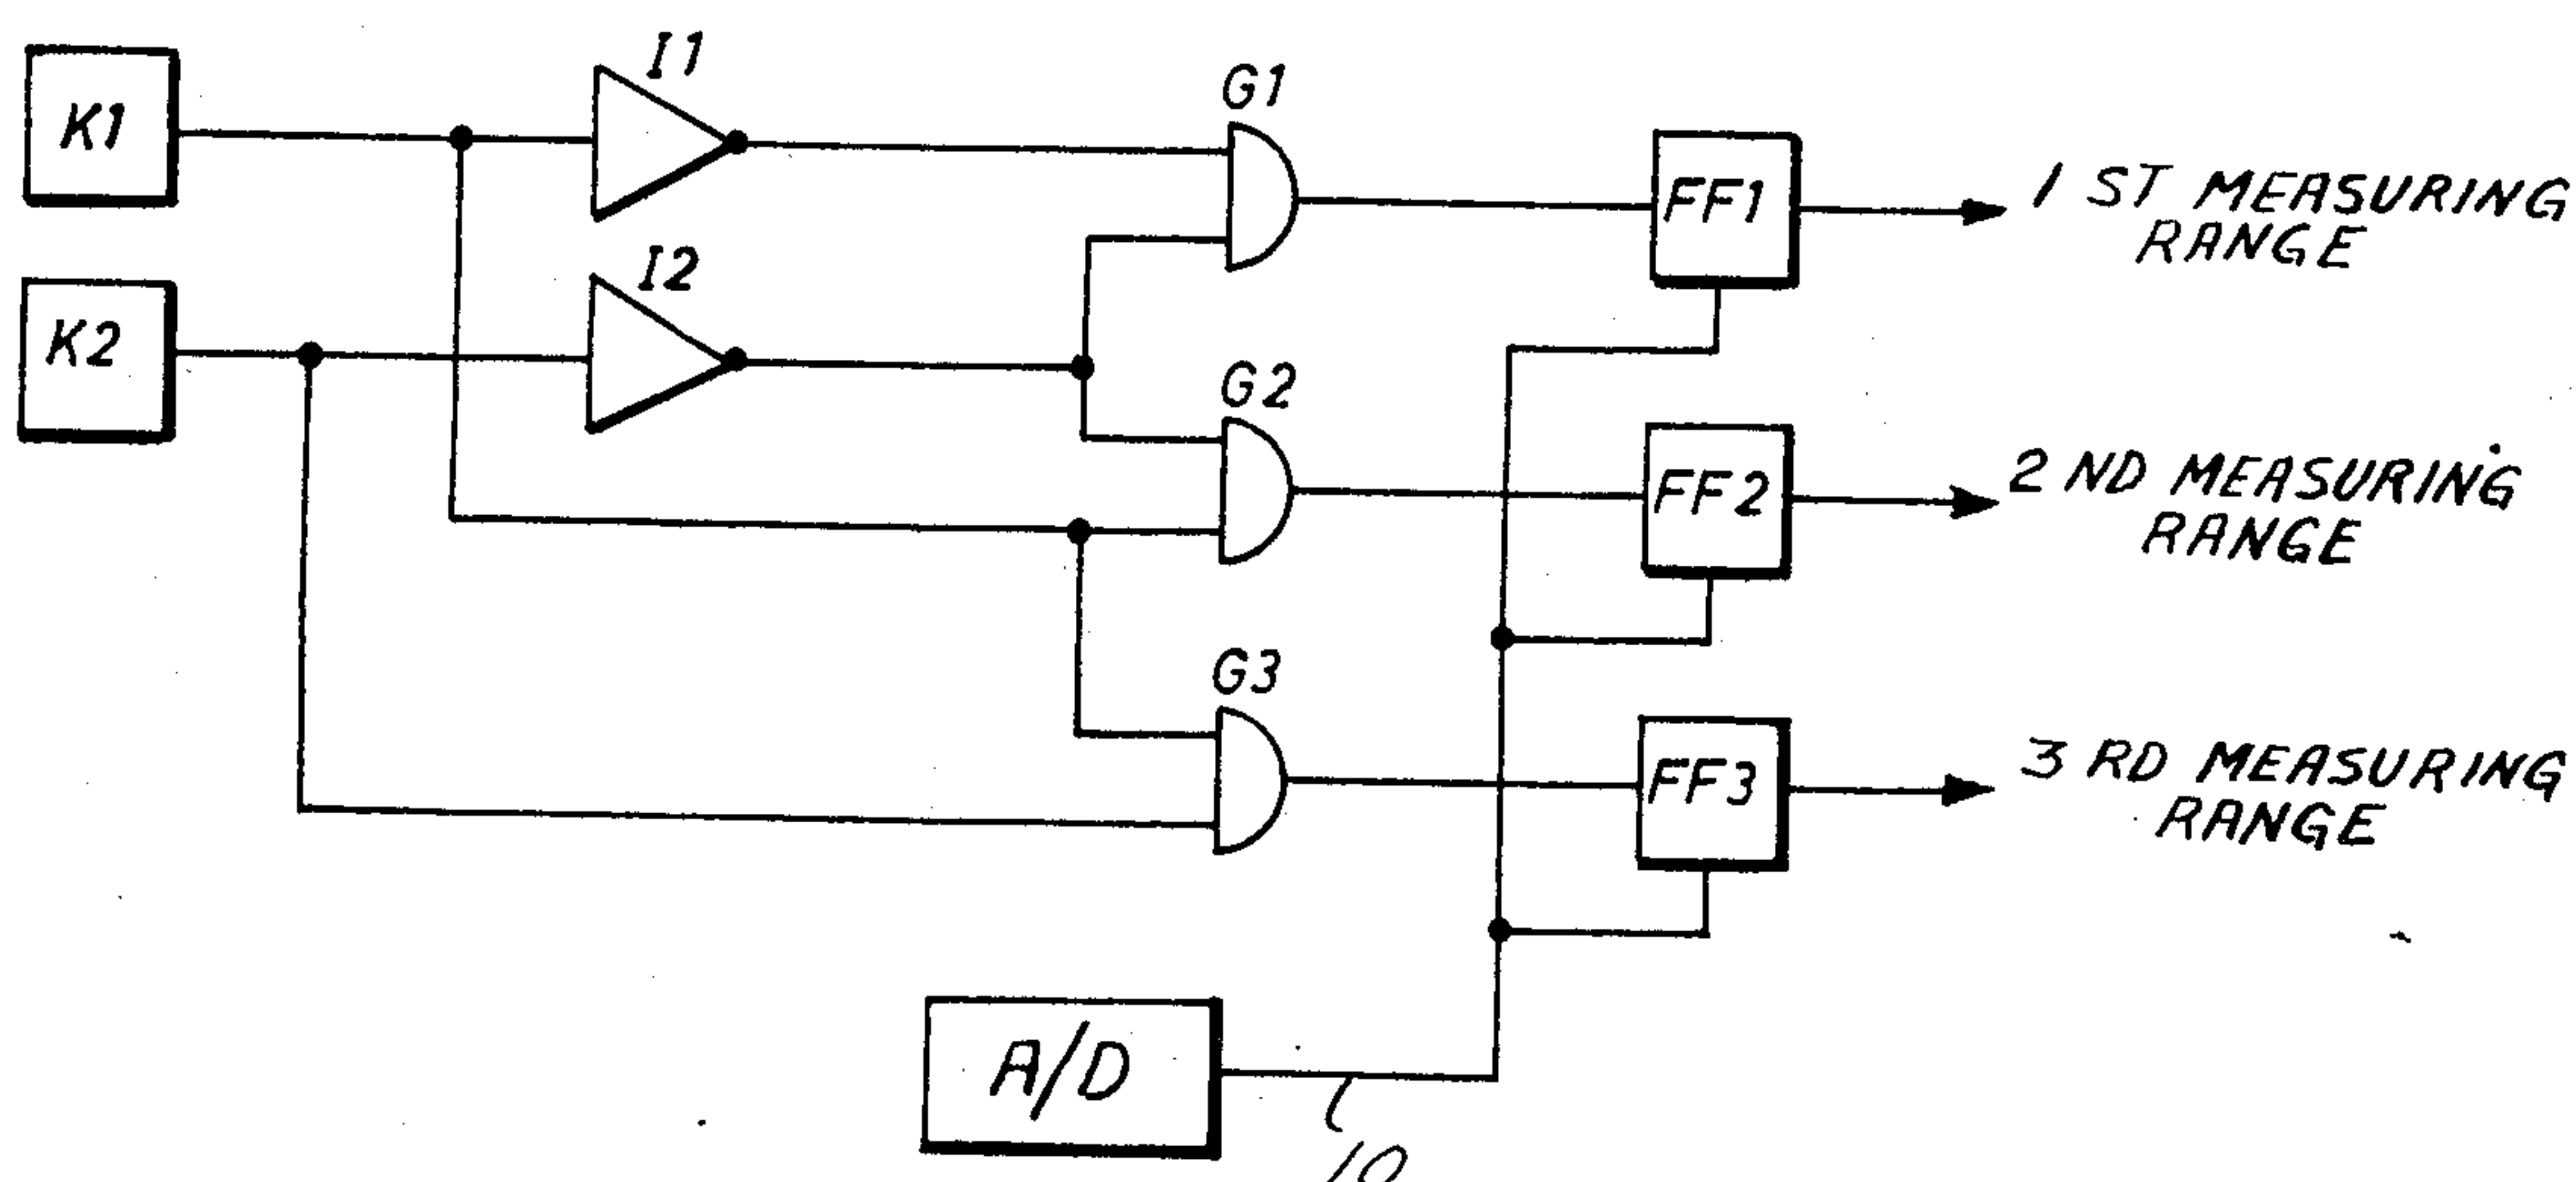 K1
I1
G1
FF1
1 ST MEASURING
RANGE
K2
I2
G2
FF2
2 ND MEASURING
RANGE
G3
FF3
3 RD MEASURING
RANGE
A/D
10